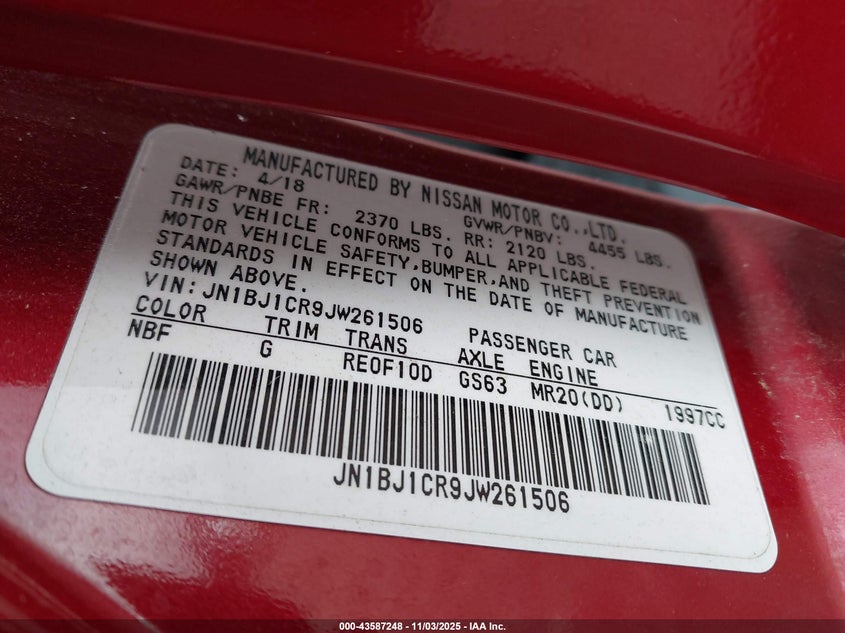 MANUFACTURED BY NISSAN MOTOR CO.,LTD.
DATE: 4/18 GVWR/PNBV: 4455 LBS.
GAWR/PNBE FR: 2370 LBS. RR: 2120 LBS.
THIS VEHICLE CONFORMS TO ALL APPLICABLE FEDERAL
MOTOR VEHICLE SAFETY,BUMPER,AND THEFT PREVENTION
STANDARDS IN EFFECT ON THE DATE OF MANUFACTURE
SHOWN ABOVE.
VIN: JN1BJ1CR9JW261506 PASSENGER CAR
COLOR TRIM TRANS AXLE ENGINE
NBF G RE0F10D GS63 MR20(DD) 1997CC
JN1BJ1CR9JW261506
000-43587248 - 11/03/2025 - IAA Inc.